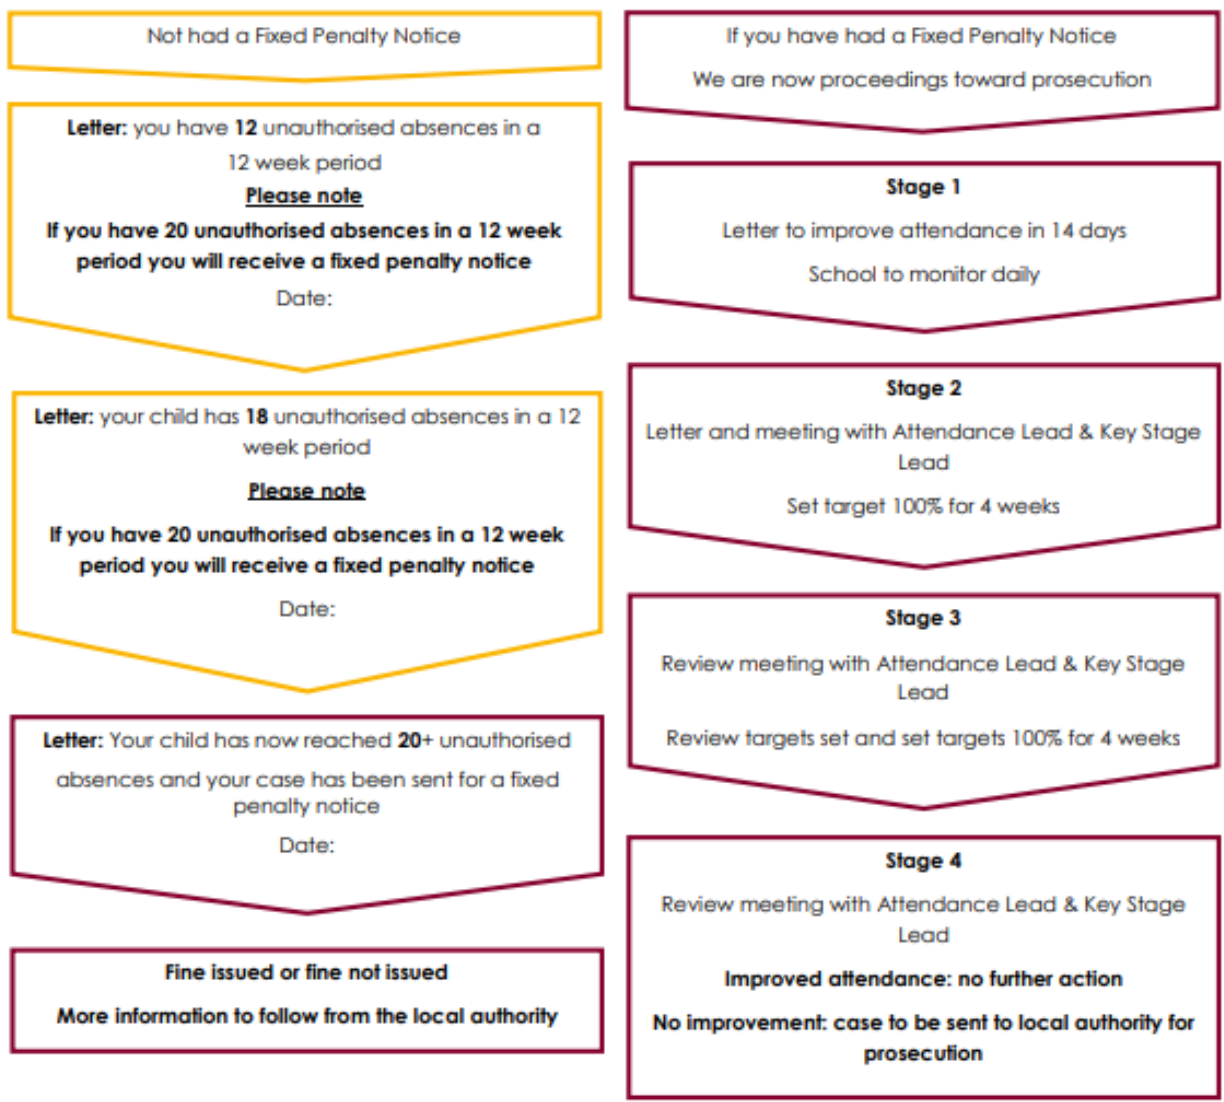 Not had a Fixed Penalty Notice
Letter: you have 12 unauthorised absences in a
12 week period
Please note
If you have 20 unauthorised absences in a 12 week
period you will receive a fixed penalty notice
Date:
Letter: your child has 18 unauthorised absences in a 12
week period
Please note
If you have 20 unauthorised absences in a 12 week
period you will receive a fixed penalty notice
Date:
Letter: Your child has now reached 20+ unauthorised
absences and your case has been sent for a fixed
penalty notice
Date:
Fine issued or fine not issued
More information to follow from the local authority
If you have had a Fixed Penalty Notice
We are now proceedings toward prosecution
Stage 1
Letter to improve attendance in 14 days
School to monitor daily
Stage 2
Letter and meeting with Attendance Lead & Key Stage
Lead
Set target 100% for 4 weeks
Stage 3
Review meeting with Attendance Lead & Key Stage
Lead
Review targets set and set targets 100% for 4 weeks
Stage 4
Review meeting with Attendance Lead & Key Stage
Lead
Improved attendance: no further action
No improvement: case to be sent to local authority for
prosecution